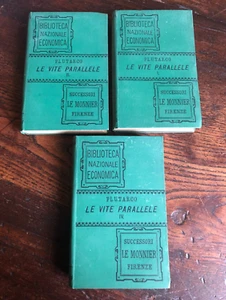 BIBLIOTECA
NAZIONALE
ECONOMICA
PLUTARCO
LE VITE PARALLELE
SUCCESSORI
LE MONNIER
FIRENZE
BIBLIOTECA
NAZIONALE
ECONOMICA
PLUTARCO
LE VITE PARALLELE
SUCCESSORI
LE MONNIER
FIRENZE
BIBLIOTECA
NAZIONALE
ECONOMICA
PLUTARCO
LE VITE PARALLELE
IV
SUCCESSORI
LE MONNIER
FIRENZE